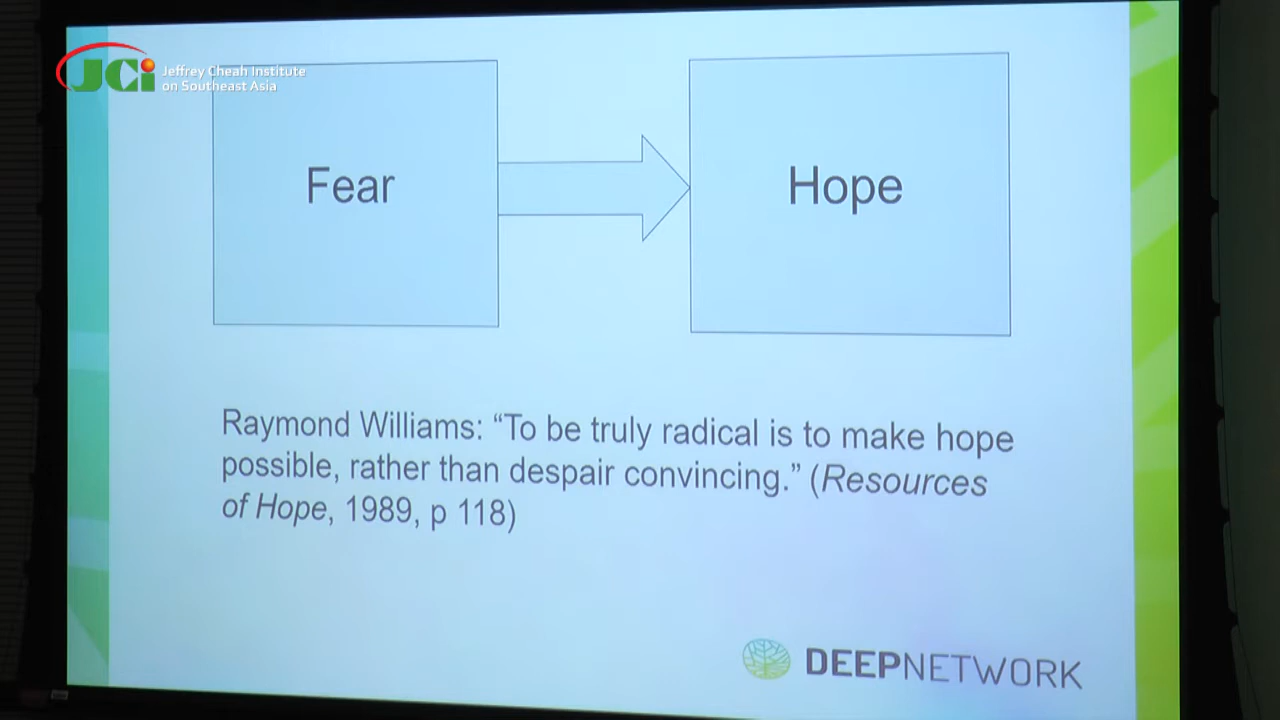 JCi Jeffrey Cheah Institute
on Southeast Asia
Fear
Hope
Raymond Williams: “To be truly radical is to make hope
possible, rather than despair convincing.” (Resources
of Hope, 1989, p 118)
DEEPNETWORK